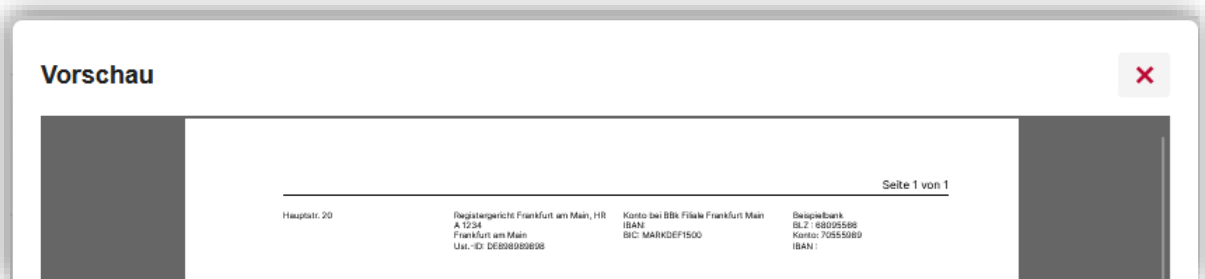 Vorschau
Seite 1 von 1
Hauptstr. 20
Registergericht Frankfurt am Main, HR
A 1234
Frankfurt am Main
Ust.-ID: DE898989898
Konto bei BBk Filiale Frankfurt Main
IBAN:
BIC: MARKDEF1500
Beispielbank
BLZ : 68095566
Konto: 70555989
IBAN :